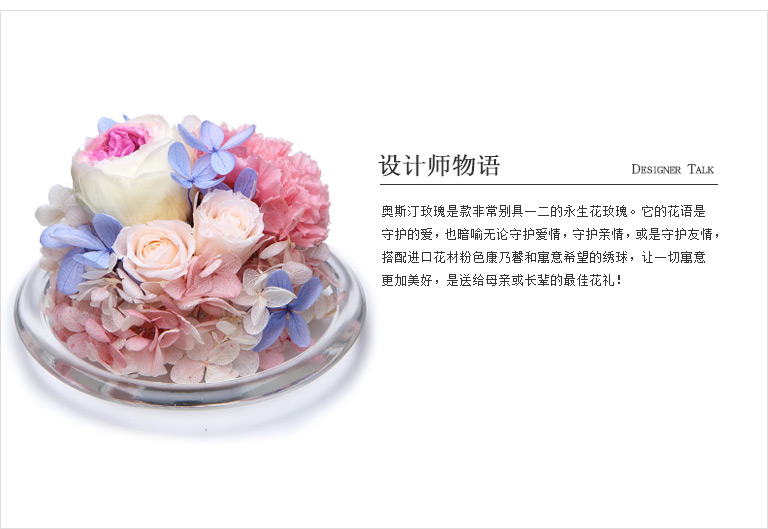 设计师物语 Designer Talk
奥斯汀玫瑰是款非常别具一二的永生花玫瑰。它的花语是
守护的爱，也暗喻无论守护爱情，守护亲情，或是守护友情，
搭配进口花材粉色康乃馨和寓意希望的绣球，让一切寓意
更加美好，是送给母亲或长辈的最佳花礼！